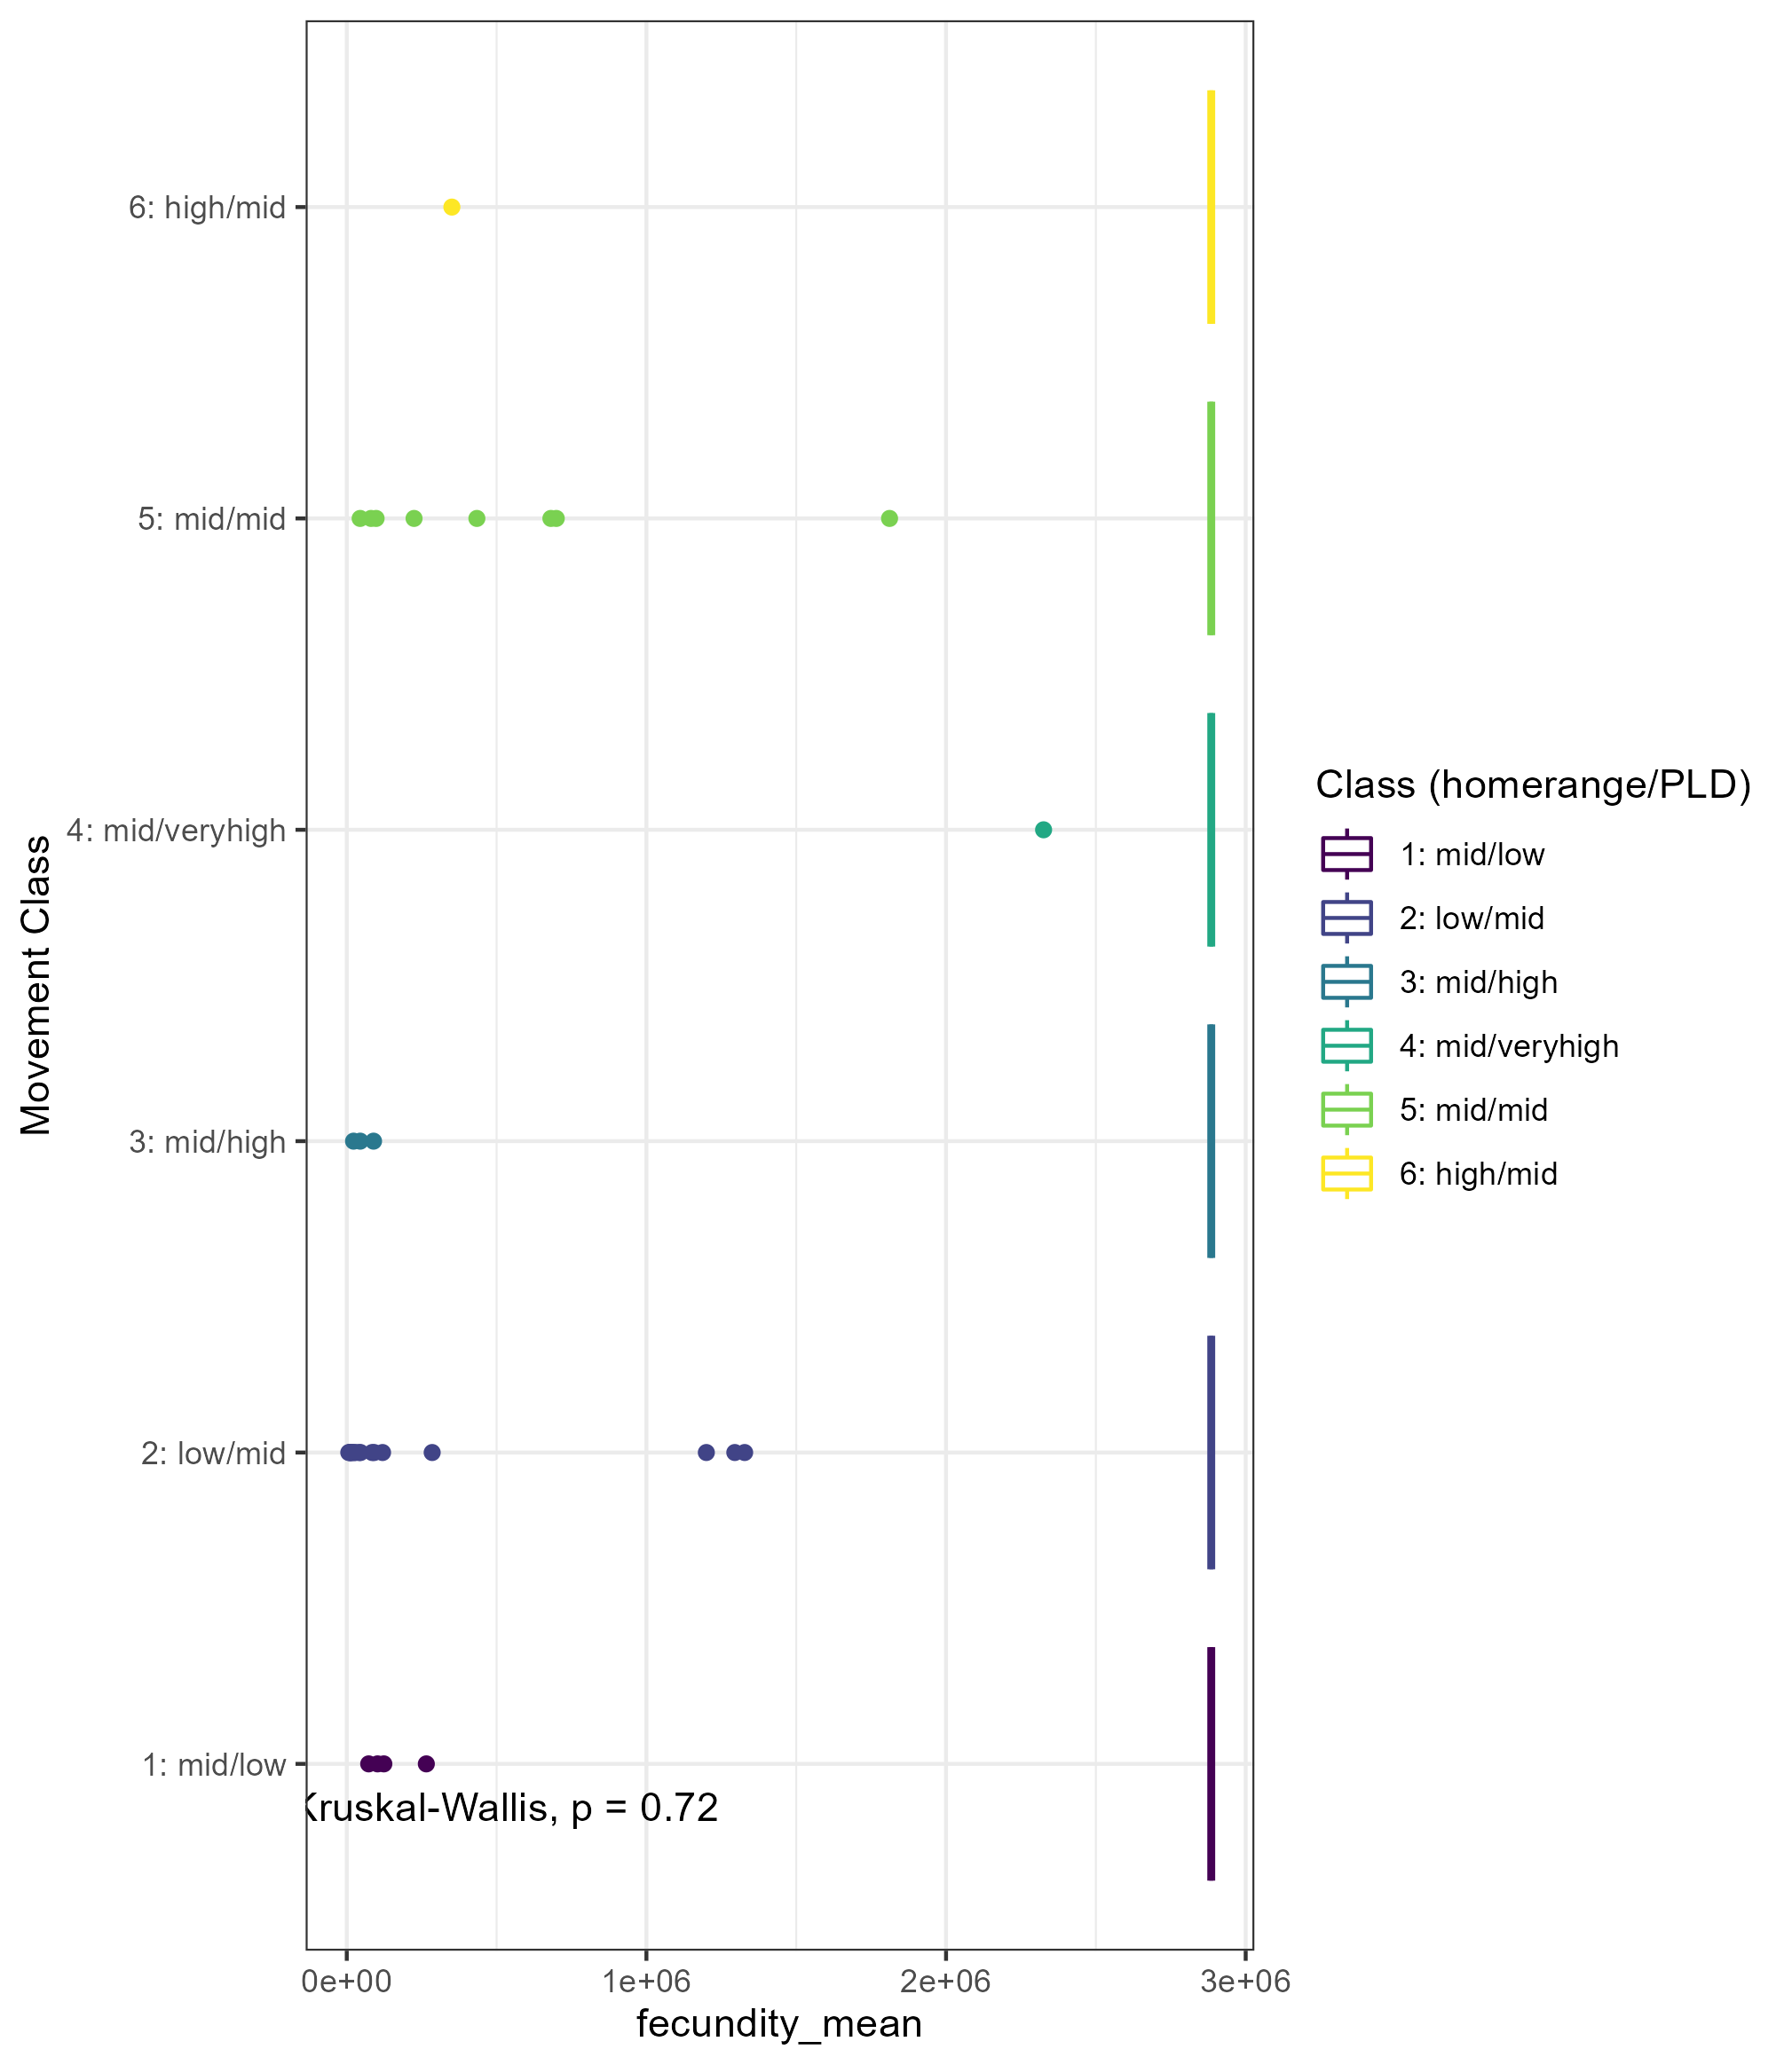 6: high/mid
5: mid/mid
4: mid/veryhigh
3: mid/high
2: low/mid
1: mid/low
Movement Class
Kruskal-Wallis, p = 0.72
0e+00 1e+06 2e+06 3e+06
fecundity_mean
Class (homerange/PLD)
1: mid/low
2: low/mid
3: mid/high
4: mid/veryhigh
5: mid/mid
6: high/mid